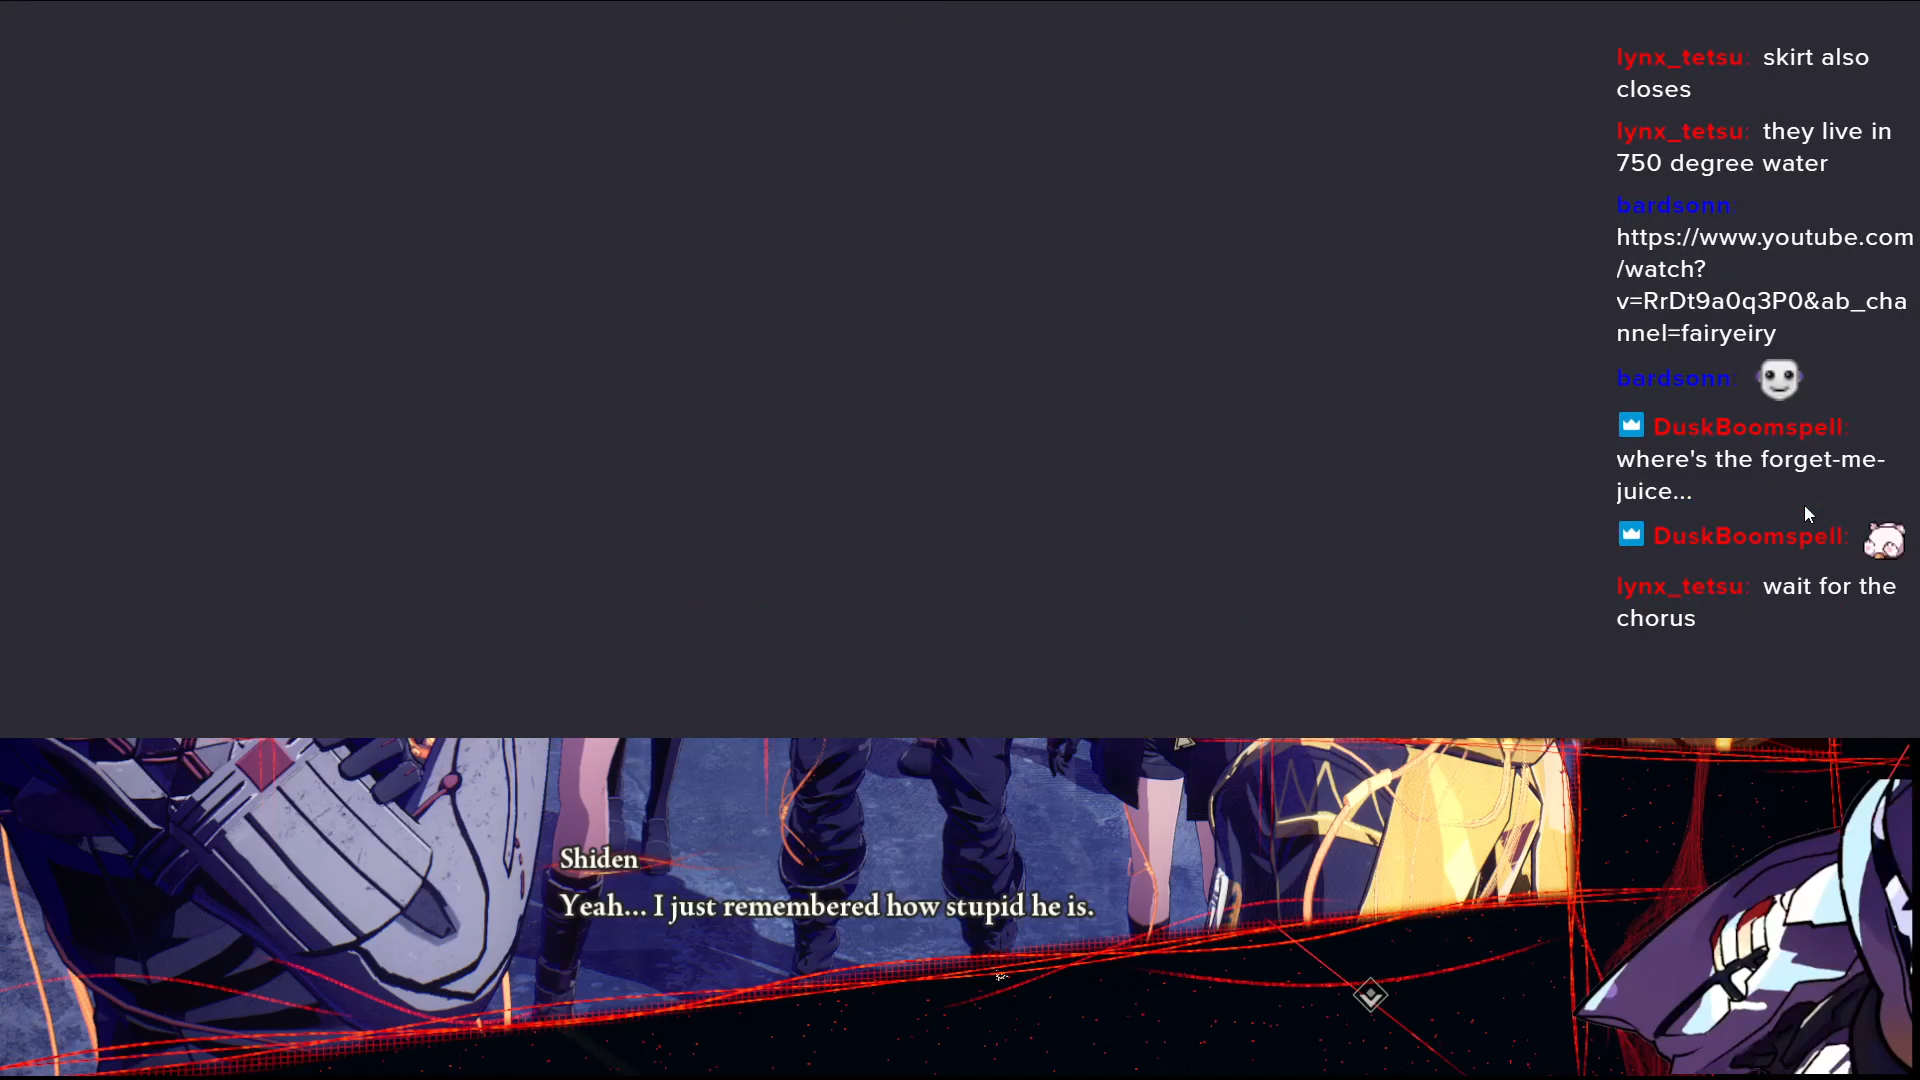 lynx_tetsu: skirt also
closes
lynx_tetsu: they live in
750 degree water
bardsonn:
https://www.youtube.com
/watch?
v=RrDt9a0q3P0&ab_cha
nnel=fairyeiry
bardsonn:
DuskBoomspell:
where's the forget-me-
juice...
DuskBoomspell:
lynx_tetsu: wait for the
chorus
Shiden
Yeah... I just remembered how stupid he is.